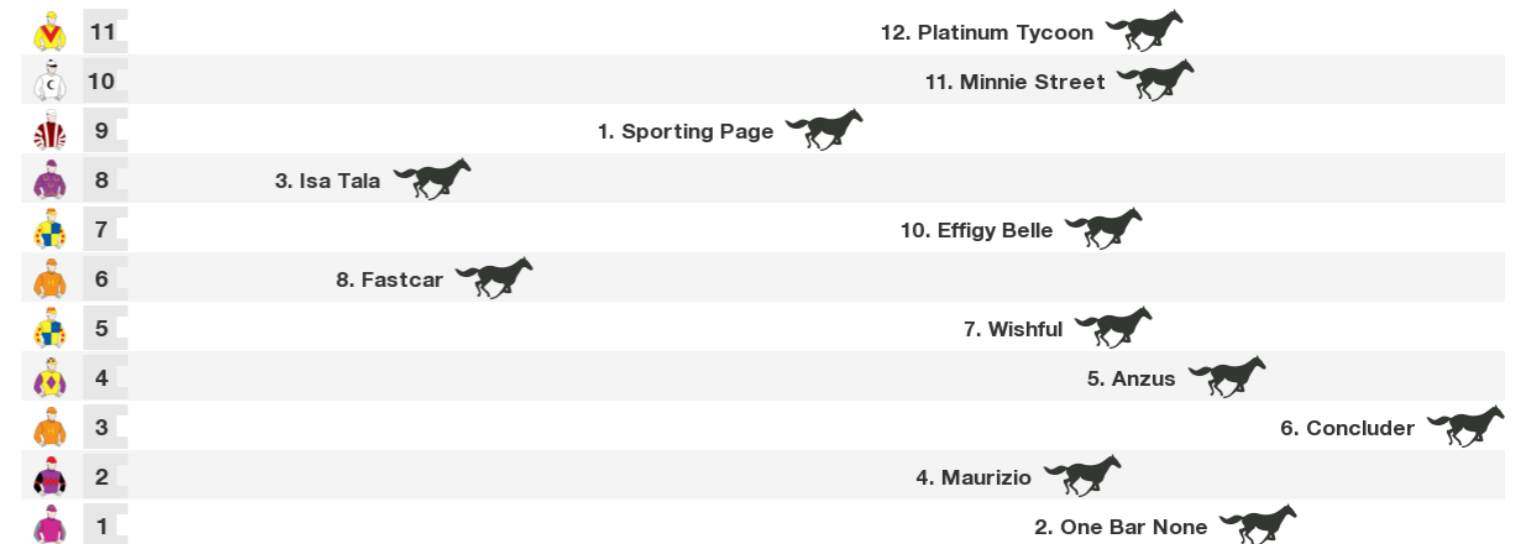 11 12. Platinum Tycoon
10 11. Minnie Street
9 1. Sporting Page
8 3. Isa Tala
7 10. Effigy Belle
6 8. Fastcar
5 7. Wishful
4 5. Anzus
3 6. Concluder
2 4. Maurizio
1 2. One Bar None